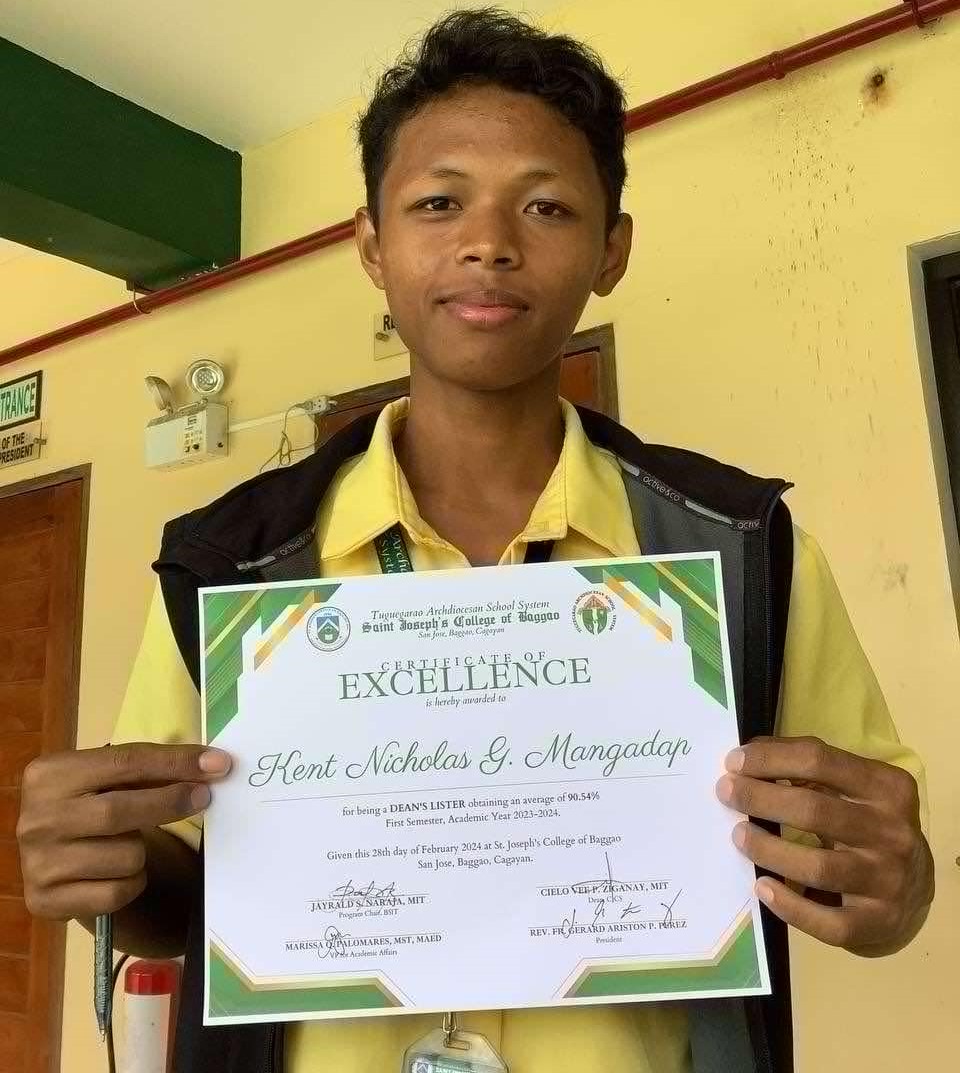 TRANCE
OF THE
PRESIDENT
active&co
active&co
Tuguegarao Archdiocesan School System
Saint Joseph's College of Baggao
San Jose, Baggao, Cagayan
CERTIFICATE OF
EXCELLENCE
is hereby awarded to
Kent Nicholas G. Mangadap
for being a DEAN'S LISTER obtaining an average of 90.54%
First Semester, Academic Year 2023-2024.
Given this 28th day of February 2024 at St. Joseph's College of Baggao
San Jose, Baggao, Cagayan.
JAYRALD S. NARAJA, MIT
Program Chair, BSIT
CIELO VEE P. ZIGANAY, MIT
Dean, CICS
MARISSA O. PALOMARES, MST, MAED
VP for Academic Affairs
REV. FR. GERARD ARISTON P. PEREZ
President